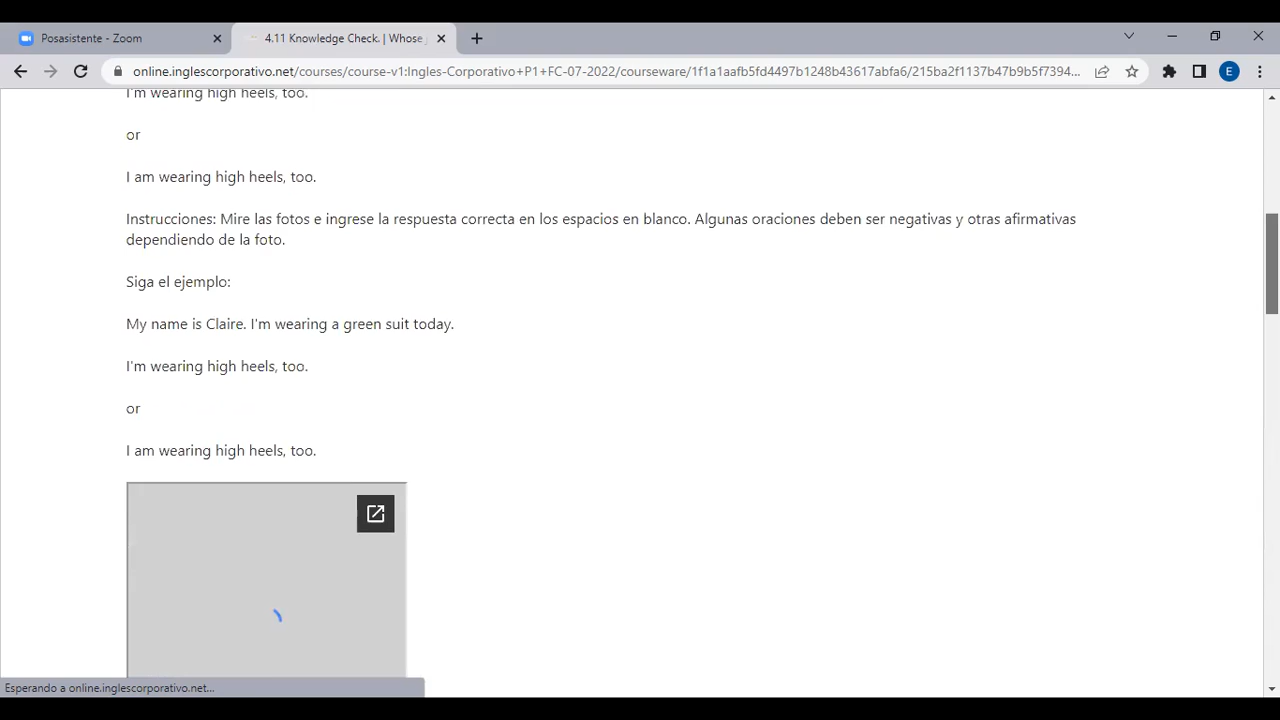 Posasistente - Zoom
4.11 Knowledge Check. | Whose
online.inglescorporativo.net/courses/course-v1:Ingles-Corporativo+P1+FC-07-2022/courseware/1f1a1aafb5fd4497b1248b43617abfa6/215ba2f1137b47b9b5f7394...
E
I'm wearing high heels, too.
or
I am wearing high heels, too.
Instrucciones: Mire las fotos e ingrese la respuesta correcta en los espacios en blanco. Algunas oraciones deben ser negativas y otras afirmativas
dependiendo de la foto.
Siga el ejemplo:
My name is Claire. I'm wearing a green suit today.
I'm wearing high heels, too.
or
I am wearing high heels, too.
Esperando a online.inglescorporativo.net...